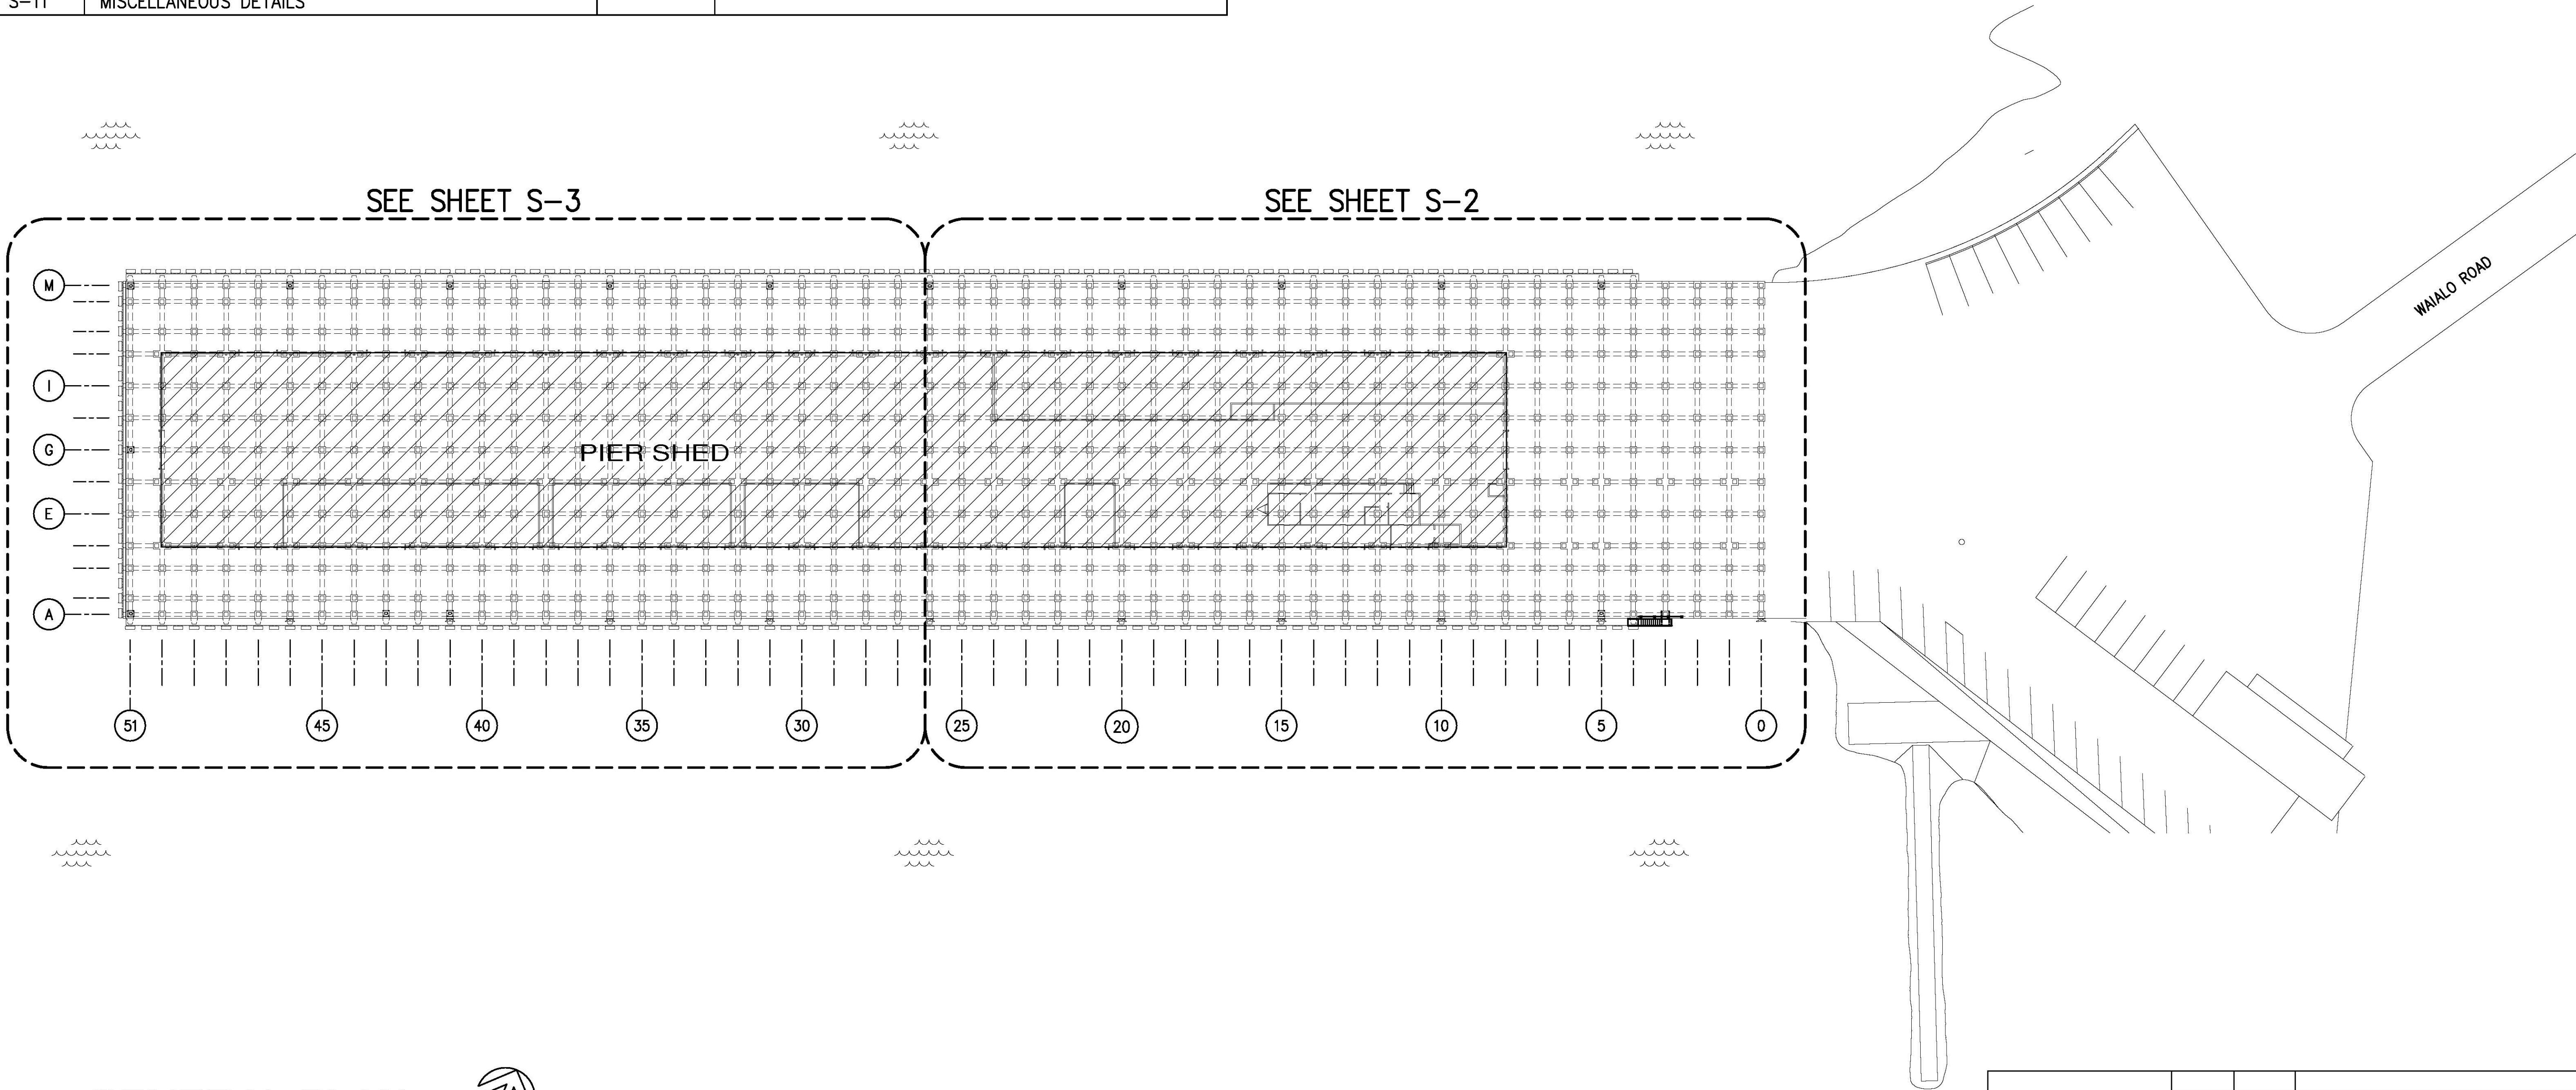 S-11 MISCELLANEOUS DETAILS
SEE SHEET S-3
SEE SHEET S-2
WAIALO ROAD
M
I
G
PIER SHED
E
A
51 45 40 35 30 25 20 15 10 5 0